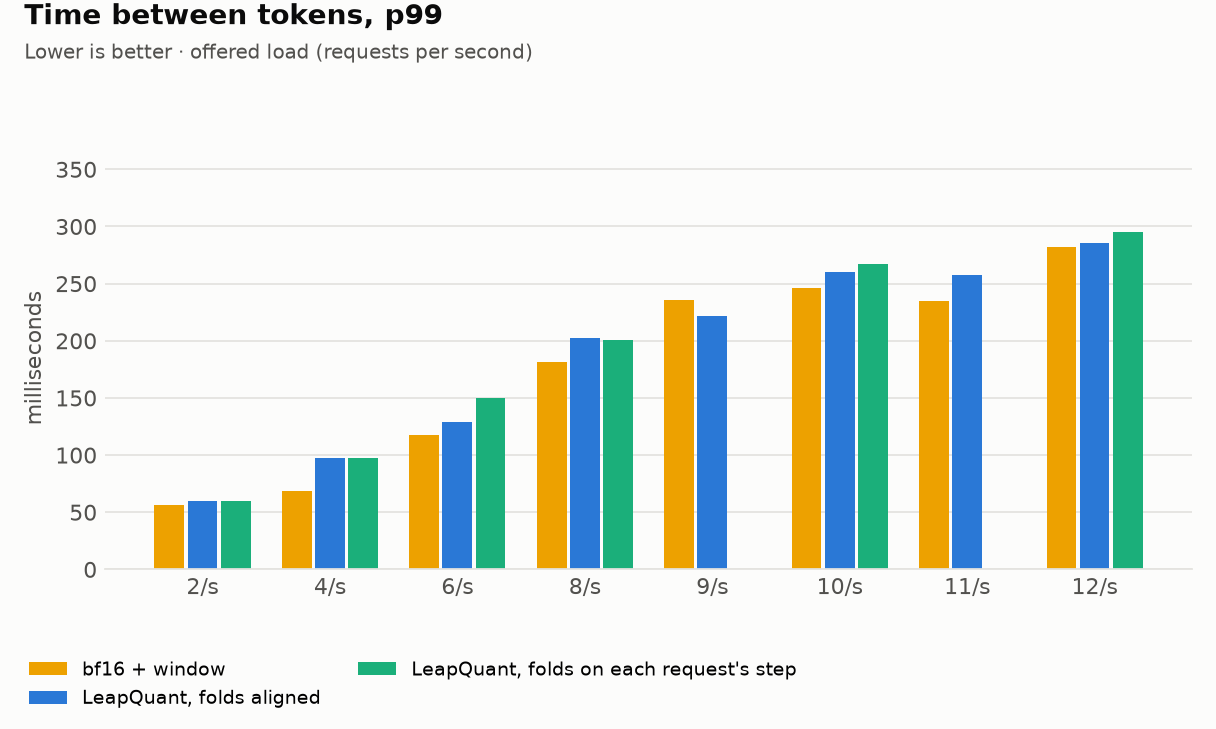 Time between tokens, p99
Lower is better · offered load (requests per second)
milliseconds
350
300
250
200
150
100
50
0
2/s 4/s 6/s 8/s 9/s 10/s 11/s 12/s
bf16 + window
LeapQuant, folds aligned
LeapQuant, folds on each request's step